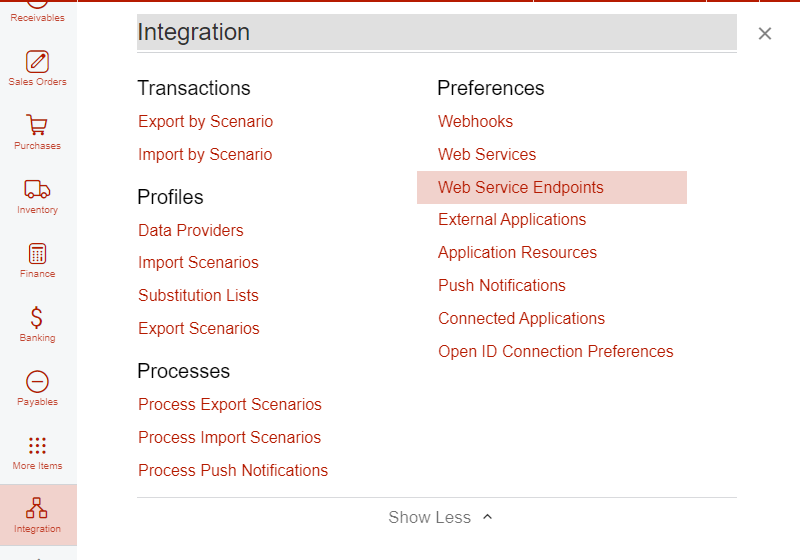 Receivables
Sales Orders
Purchases
Inventory
Finance
Banking
Payables
More Items
Integration
Integration
Transactions
Export by Scenario
Import by Scenario
Profiles
Data Providers
Import Scenarios
Substitution Lists
Export Scenarios
Processes
Process Export Scenarios
Process Import Scenarios
Process Push Notifications
Preferences
Webhooks
Web Services
Web Service Endpoints
External Applications
Application Resources
Push Notifications
Connected Applications
Open ID Connection Preferences
Show Less